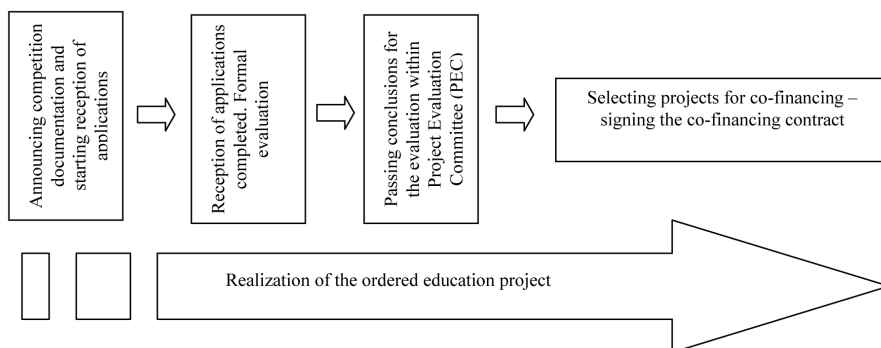 Announcing competition
documentation and
starting reception of
applications
Reception of applications
completed. Formal
evaluation
Passing conclusions for
the evaluation within
Project Evaluation
Committee (PEC)
Selecting projects for co-financing –
signing the co-financing contract
Realization of the ordered education project